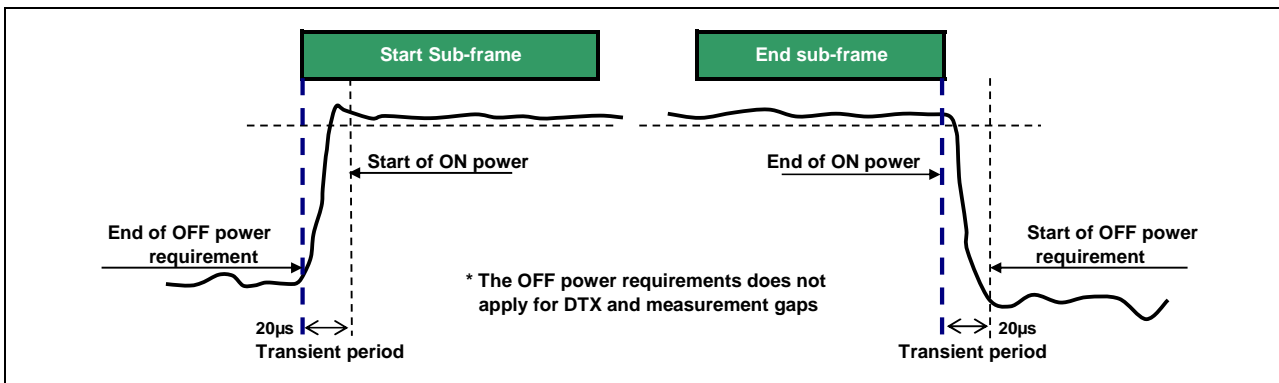 Start Sub-frame
End sub-frame
Start of ON power
End of ON power
End of OFF power
requirement
Start of OFF power
requirement
* The OFF power requirements does not
apply for DTX and measurement gaps
20µs
Transient period
20µs
Transient period